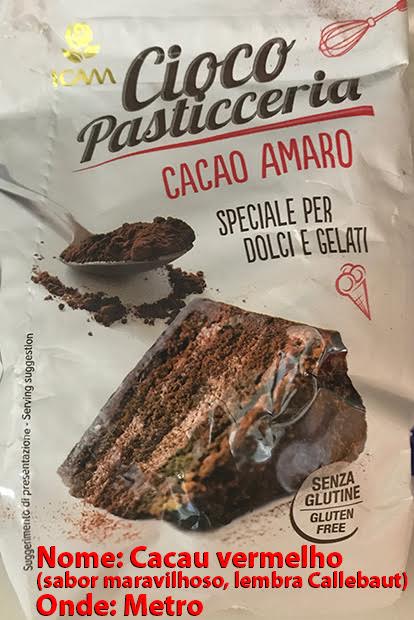 ICAM
Cioco
Pasticceria
CACAO AMARO
SPECIALE PER
DOLCI E GELATI
Suggerimento di presentazione - Serving suggestion
SENZA
GLUTINE
GLUTEN
FREE
Nome: Cacau vermelho
(sabor maravilhoso, lembra Callebaut)
Onde: Metro